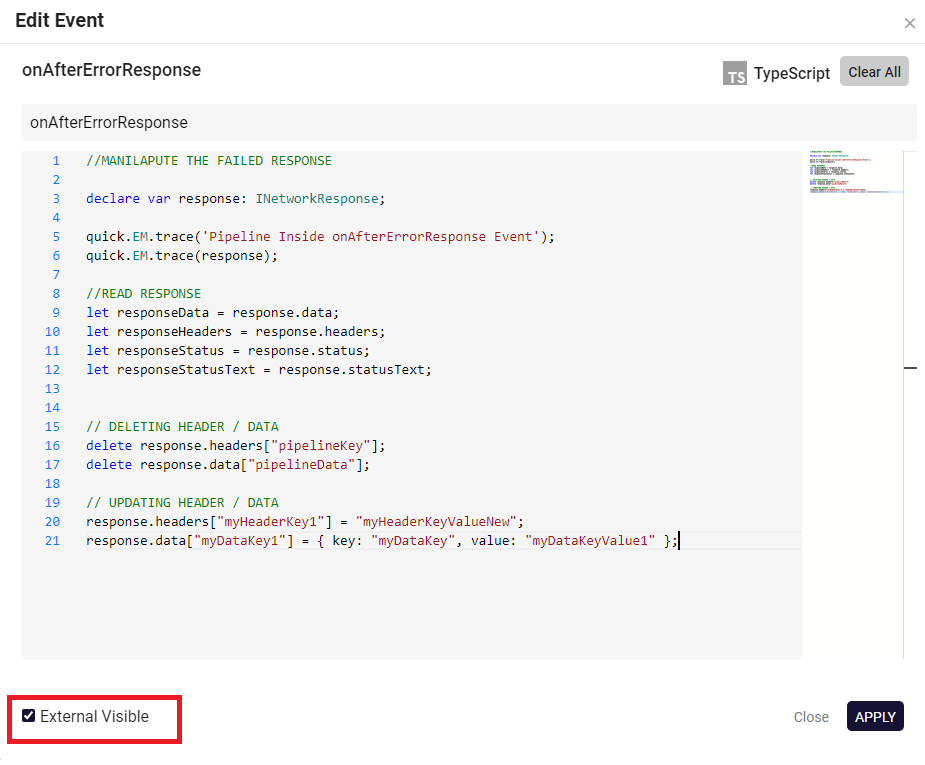 Edit Event
×
onAfterErrorResponse
TS TypeScript Clear All
onAfterErrorResponse
1 //MANILAPUTE THE FAILED RESPONSE
2
3 declare var response: INetworkResponse;
4
5 quick.EM.trace('Pipeline Inside onAfterErrorResponse Event');
6 quick.EM.trace(response);
7
8 //READ RESPONSE
9 let responseData = response.data;
10 let responseHeaders = response.headers;
11 let responseStatus = response.status;
12 let responseStatusText = response.statusText;
13
14
15 // DELETING HEADER / DATA
16 delete response.headers["pipelineKey"];
17 delete response.data["pipelineData"];
18
19 // UPDATING HEADER / DATA
20 response.headers["myHeaderKey1"] = "myHeaderKeyValueNew";
21 response.data["myDataKey1"] = { key: "myDataKey", value: "myDataKeyValue1" };
External Visible
Close APPLY